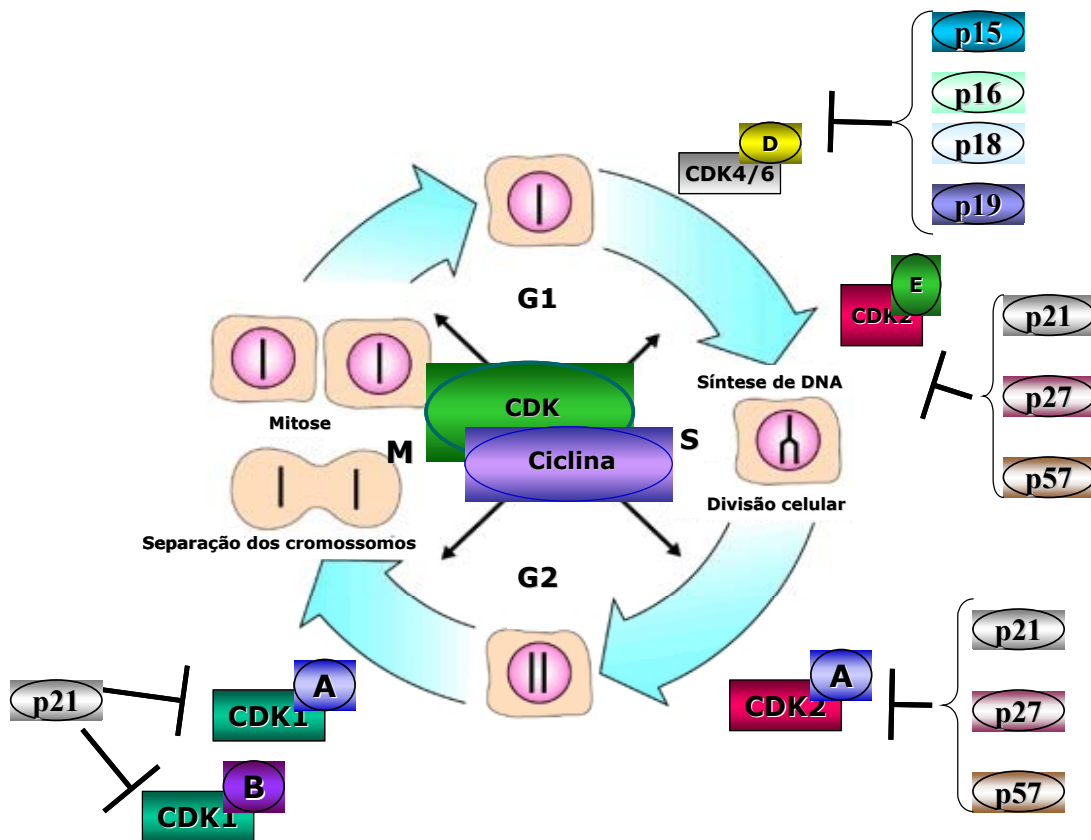 p15
p16
p18
p19
D
CDK4/6
E
CDK2
p21
p27
p57
G1
Síntese de DNA
CDK
Ciclina
Mitose
M
S
Divisão celular
Separação dos cromossomos
G2
p21
A
CDK1
B
CDK1
A
CDK2
p21
p27
p57